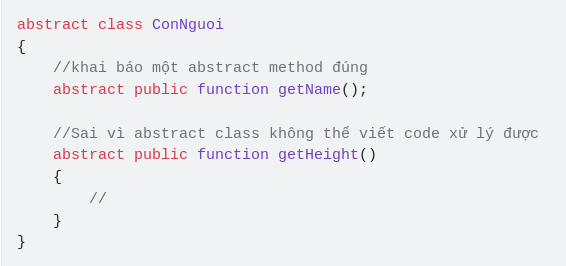 abstract class ConNguoi
{
    //khai báo một abstract method đúng
    abstract public function getName();

    //Sai vì abstract class không thể viết code xử lý được
    abstract public function getHeight()
    {
        //
    }
}